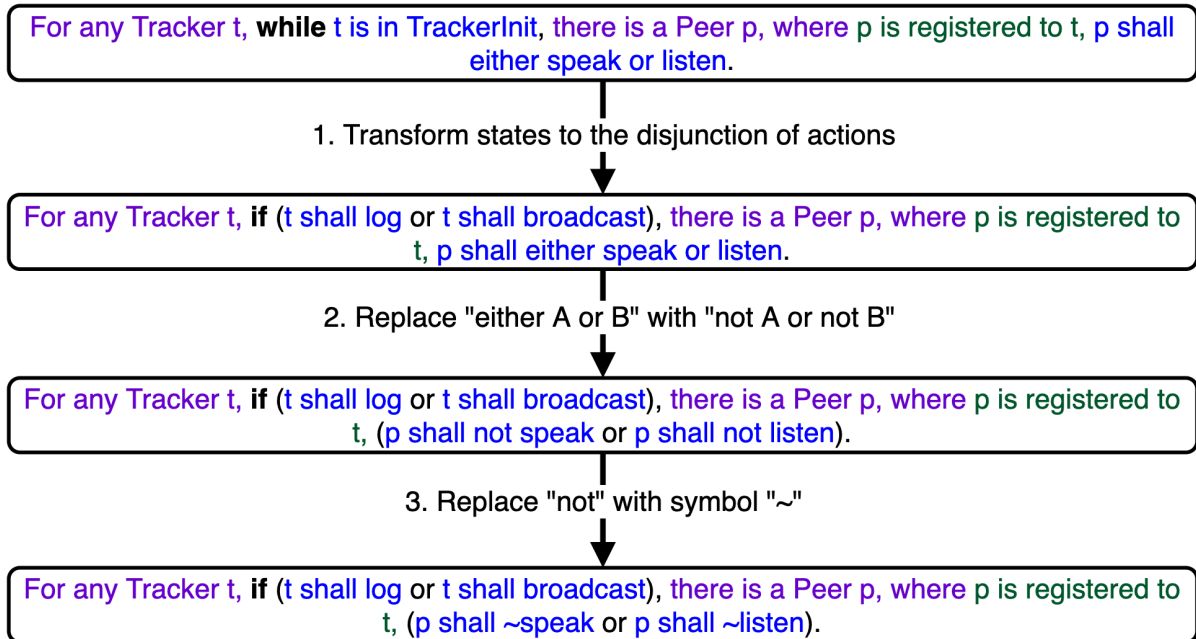 For any Tracker t, while t is in TrackerInit, there is a Peer p, where p is registered to t, p shall
either speak or listen.
1. Transform states to the disjunction of actions
For any Tracker t, if (t shall log or t shall broadcast), there is a Peer p, where p is registered to
t, p shall either speak or listen.
2. Replace "either A or B" with "not A or not B"
For any Tracker t, if (t shall log or t shall broadcast), there is a Peer p, where p is registered to
t, (p shall not speak or p shall not listen).
3. Replace "not" with symbol "~"
For any Tracker t, if (t shall log or t shall broadcast), there is a Peer p, where p is registered to
t, (p shall ~speak or p shall ~listen).